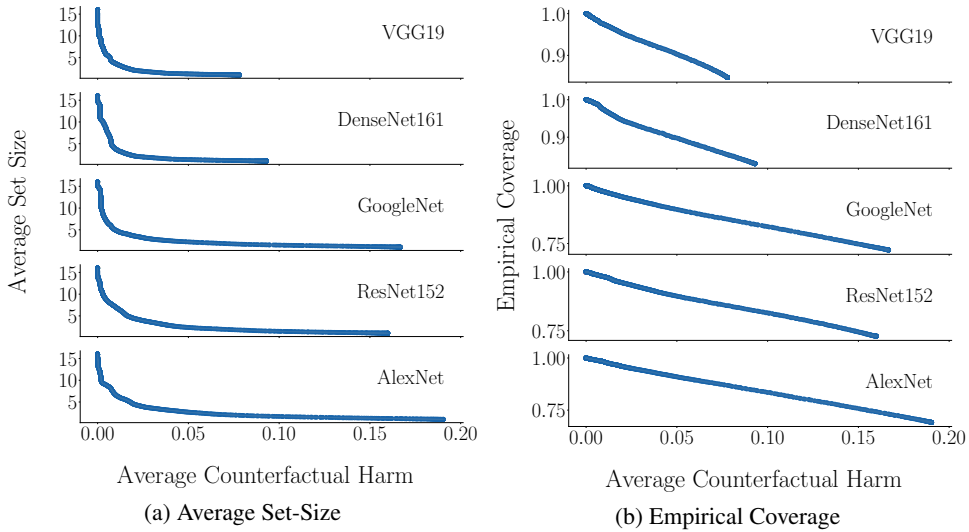 Average Set Size
15
10
5
VGG19
15
10
5
DenseNet161
15
10
5
GoogleNet
15
10
5
ResNet152
15
10
5
AlexNet
0.00 0.05 0.10 0.15 0.20
Average Counterfactual Harm
(a) Average Set-Size
Empirical Coverage
1.0
0.9
VGG19
1.0
0.9
DenseNet161
1.00
0.75
GoogleNet
1.00
0.75
ResNet152
1.00
0.75
AlexNet
0.00 0.05 0.10 0.15 0.20
Average Counterfactual Harm
(b) Empirical Coverage